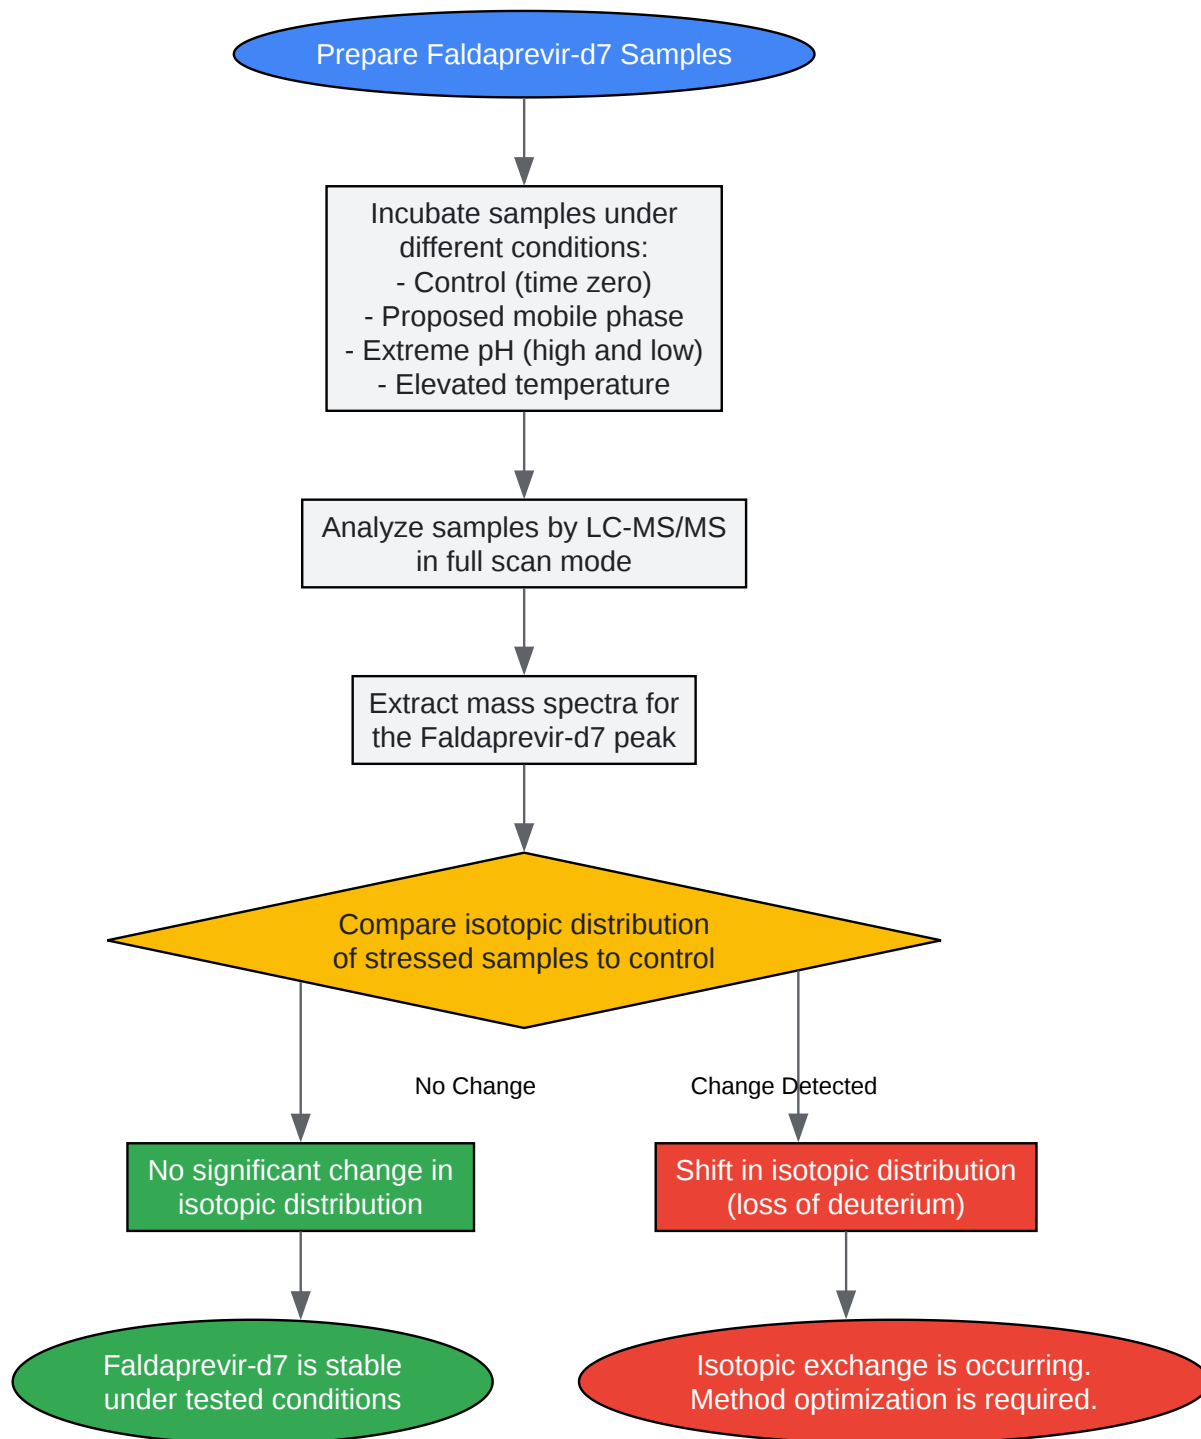 Prepare Faldaprevir-d7 Samples
Incubate samples under
different conditions:
- Control (time zero)
- Proposed mobile phase
- Extreme pH (high and low)
- Elevated temperature
Analyze samples by LC-MS/MS
in full scan mode
Extract mass spectra for
the Faldaprevir-d7 peak
Compare isotopic distribution
of stressed samples to control
No Change
Change Detected
No significant change in
isotopic distribution
Shift in isotopic distribution
(loss of deuterium)
Faldaprevir-d7 is stable
under tested conditions
Isotopic exchange is occurring.
Method optimization is required.